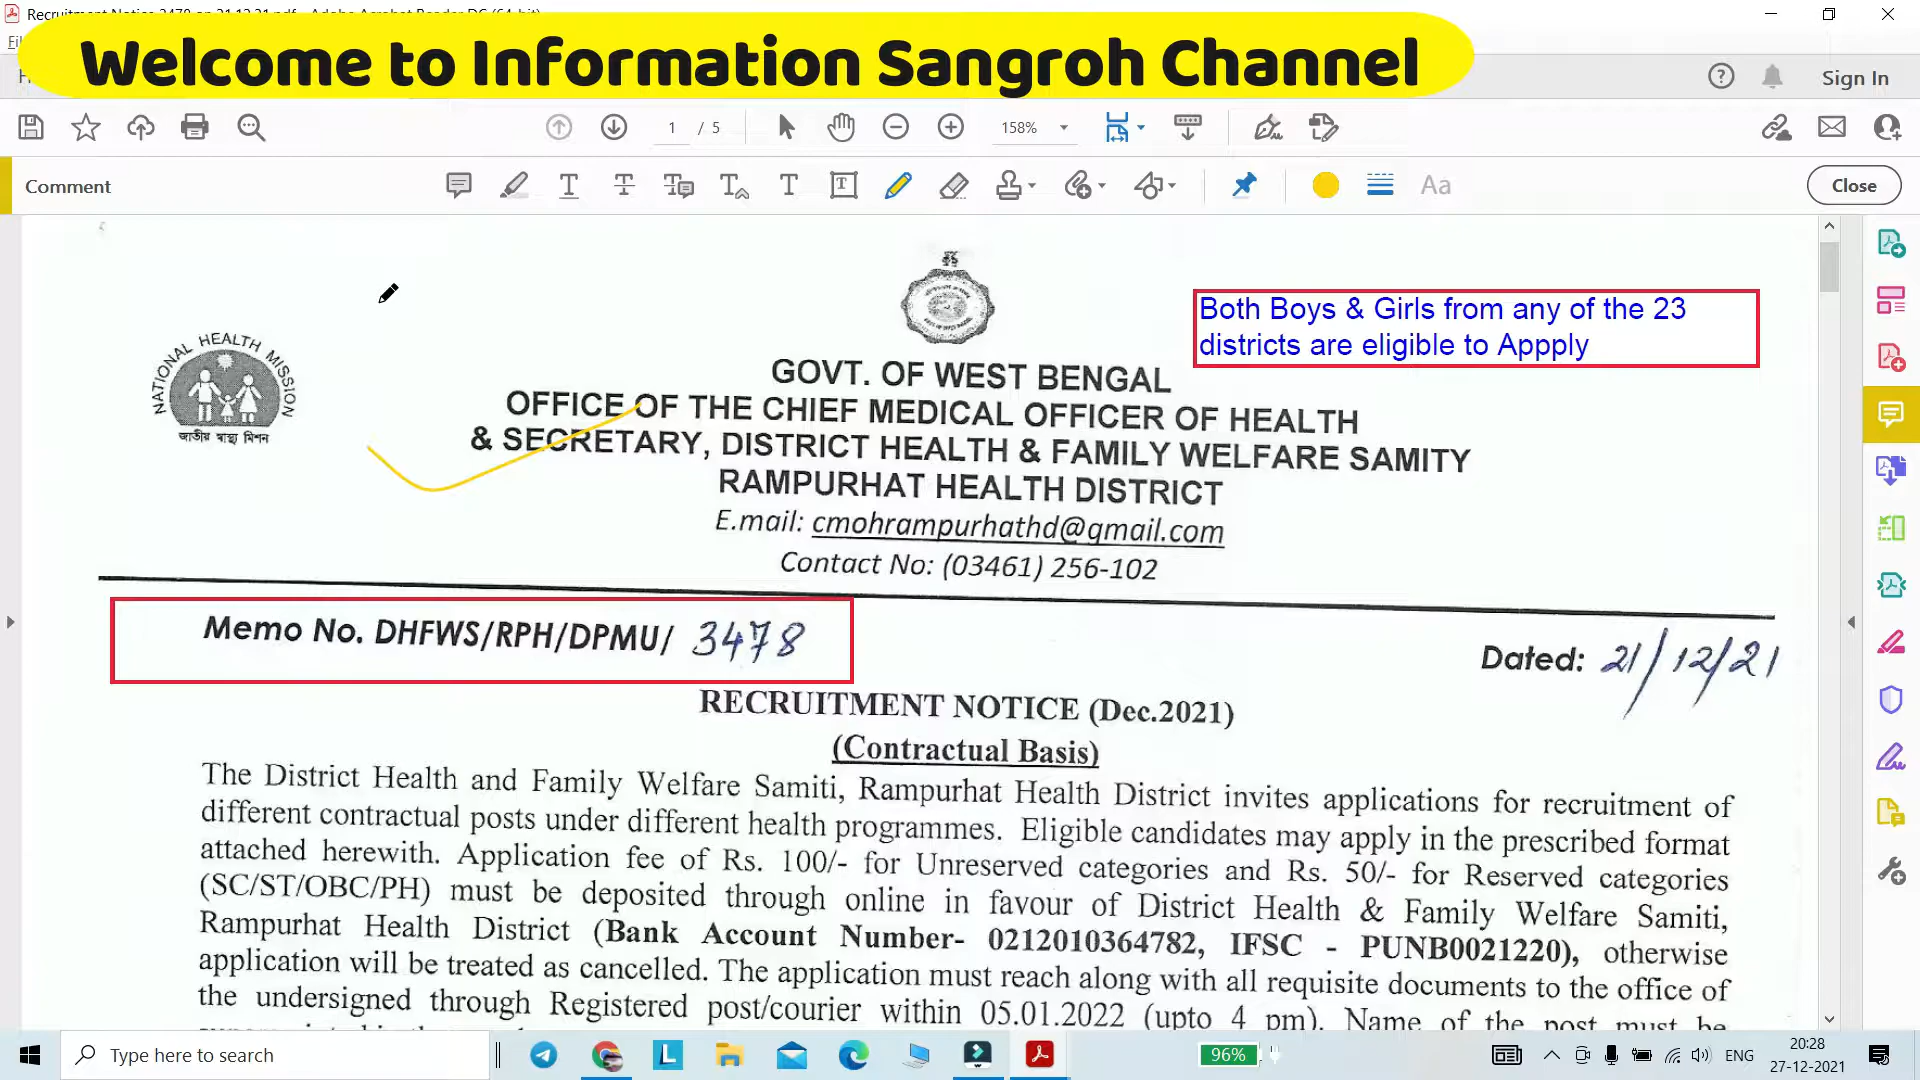 Welcome to Information Sangroh Channel
Sign In
1 / 5
158%
Comment
Aa
Close
Both Boys & Girls from any of the 23
districts are eligible to Appply
NATIONAL HEALTH MISSION
জাতীয় স্বাস্থ্য মিশন
GOVT. OF WEST BENGAL
OFFICE OF THE CHIEF MEDICAL OFFICER OF HEALTH
& SECRETARY, DISTRICT HEALTH & FAMILY WELFARE SAMITY
RAMPURHAT HEALTH DISTRICT
E.mail: cmohrampurhathd@gmail.com
Contact No: (03461) 256-102
Memo No. DHFWS/RPH/DPMU/ 3478
Dated: 21/12/21
RECRUITMENT NOTICE (Dec.2021)
(Contractual Basis)
The District Health and Family Welfare Samiti, Rampurhat Health District invites applications for recruitment of
different contractual posts under different health programmes. Eligible candidates may apply in the prescribed format
attached herewith. Application fee of Rs. 100/- for Unreserved categories and Rs. 50/- for Reserved categories
(SC/ST/OBC/PH) must be deposited through online in favour of District Health & Family Welfare Samiti,
Rampurhat Health District (Bank Account Number- 0212010364782, IFSC - PUNB0021220), otherwise
application will be treated as cancelled. The application must reach along with all requisite documents to the office of
the undersigned through Registered post/courier within 05.01.2022 (upto 4 pm). Name of the post must be
Type here to search
96%
ENG
20:28
27-12-2021